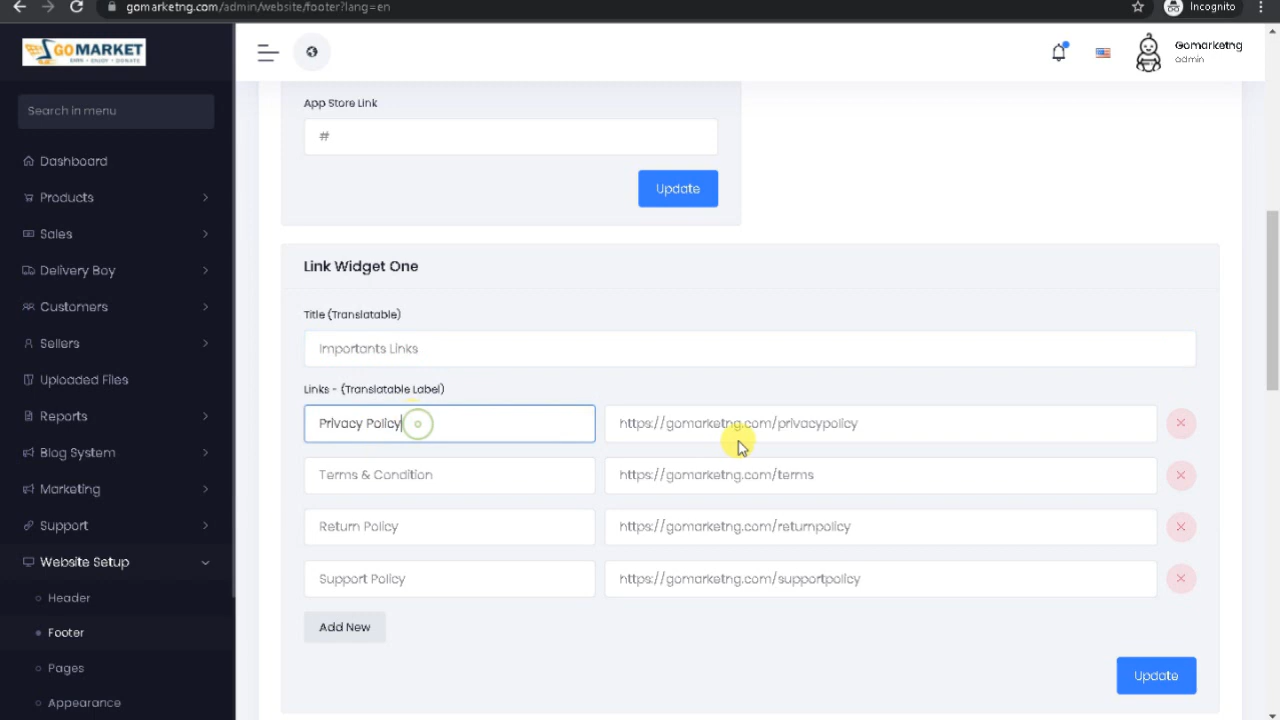 gomarketng.com/admin/website/footer?lang=en
Incognito
GOMARKET
EARN - ENJOY - DONATE
Gomarketng
admin
Search in menu
Dashboard
Products
Sales
Delivery Boy
Customers
Sellers
Uploaded Files
Reports
Blog System
Marketing
Support
Website Setup
Header
Footer
Pages
Appearance
App Store Link
#
Update
Link Widget One
Title (Translatable)
Importants Links
Links - (Translatable Label)
Privacy Policy https://gomarketng.com/privacypolicy
Terms & Condition https://gomarketng.com/terms
Return Policy https://gomarketng.com/returnpolicy
Support Policy https://gomarketng.com/supportpolicy
Add New
Update